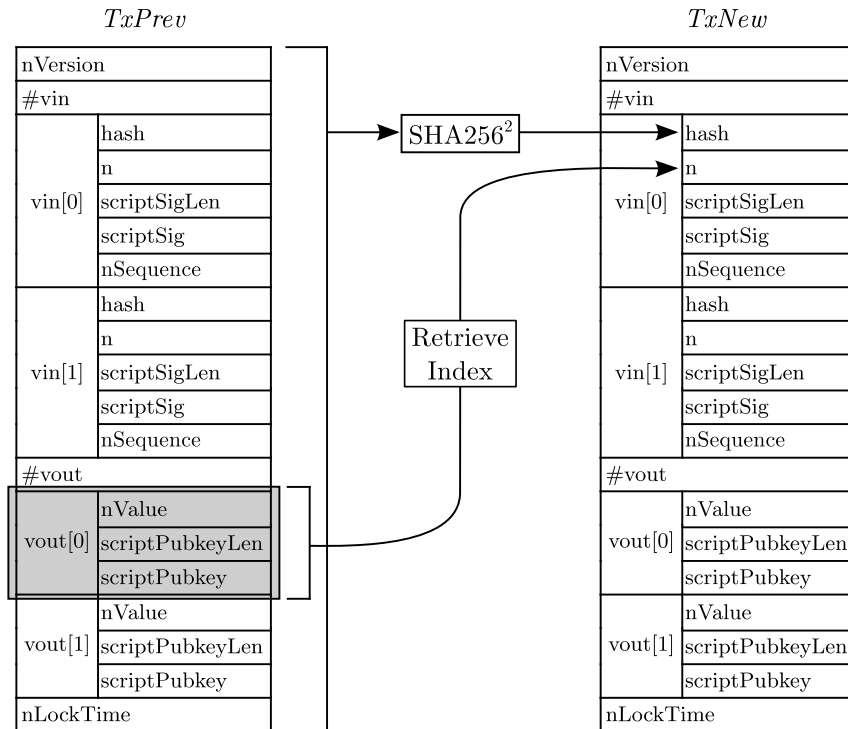 TxPrev
nVersion
#vin
vin[0]
hash
n
scriptSigLen
scriptSig
nSequence
vin[1]
hash
n
scriptSigLen
scriptSig
nSequence
#vout
vout[0]
nValue
scriptPubkeyLen
scriptPubkey
vout[1]
nValue
scriptPubkeyLen
scriptPubkey
nLockTime
SHA256²
Retrieve
Index
TxNew
nVersion
#vin
vin[0]
hash
n
scriptSigLen
scriptSig
nSequence
vin[1]
hash
n
scriptSigLen
scriptSig
nSequence
#vout
vout[0]
nValue
scriptPubkeyLen
scriptPubkey
vout[1]
nValue
scriptPubkeyLen
scriptPubkey
nLockTime